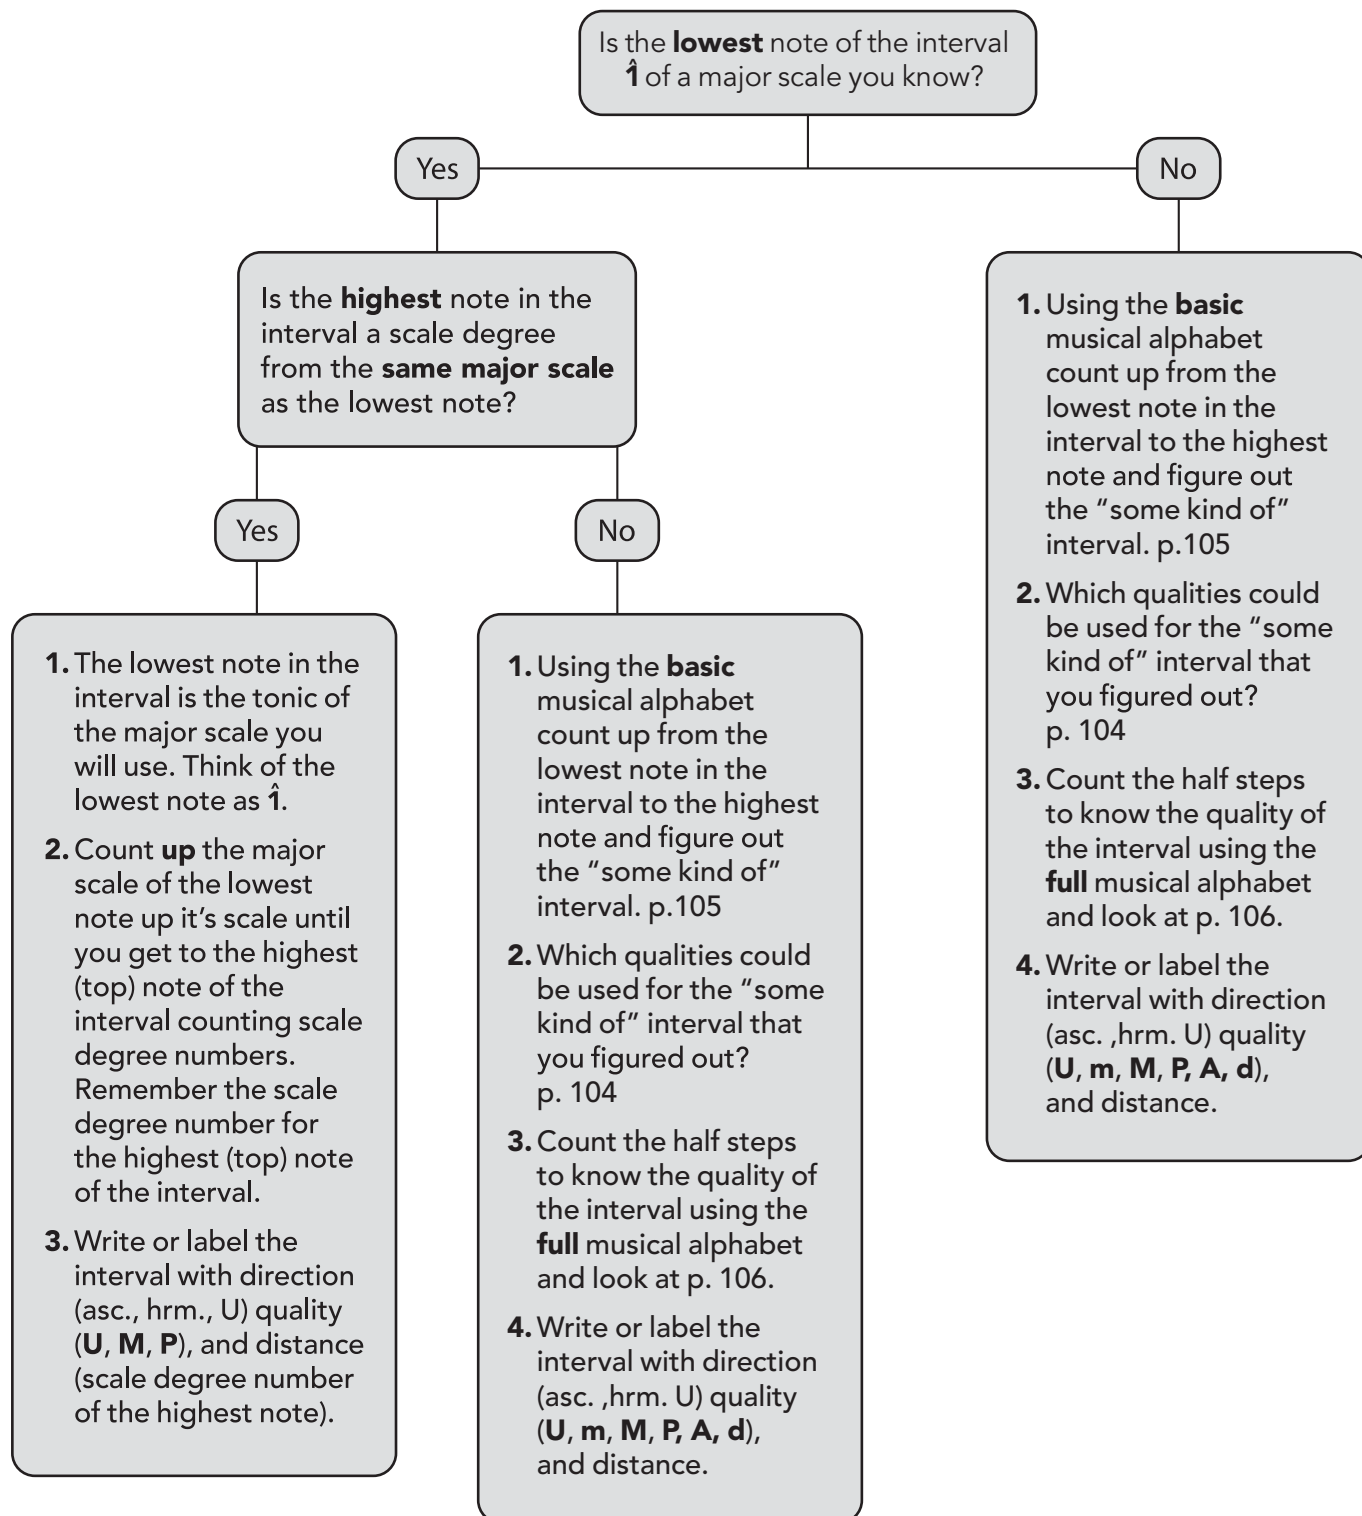 Is the lowest note of the interval
1̂ of a major scale you know?
Yes
No
Is the highest note in the
interval a scale degree
from the same major scale
as the lowest note?
Yes
No
1. The lowest note in the
interval is the tonic of
the major scale you
will use. Think of the
lowest note as 1̂.
2. Count up the major
scale of the lowest
note up it's scale until
you get to the highest
(top) note of the
interval counting scale
degree numbers.
Remember the scale
degree number for
the highest (top) note
of the interval.
3. Write or label the
interval with direction
(asc., hrm., U) quality
(U, M, P), and distance
(scale degree number
of the highest note).
1. Using the basic
musical alphabet
count up from the
lowest note in the
interval to the highest
note and figure out
the “some kind of”
interval. p.105
2. Which qualities could
be used for the “some
kind of” interval that
you figured out?
p. 104
3. Count the half steps
to know the quality of
the interval using the
full musical alphabet
and look at p. 106.
4. Write or label the
interval with direction
(asc. ,hrm. U) quality
(U, m, M, P, A, d),
and distance.
1. Using the basic
musical alphabet
count up from the
lowest note in the
interval to the highest
note and figure out
the “some kind of”
interval. p.105
2. Which qualities could
be used for the “some
kind of” interval that
you figured out?
p. 104
3. Count the half steps
to know the quality of
the interval using the
full musical alphabet
and look at p. 106.
4. Write or label the
interval with direction
(asc. ,hrm. U) quality
(U, m, M, P, A, d),
and distance.